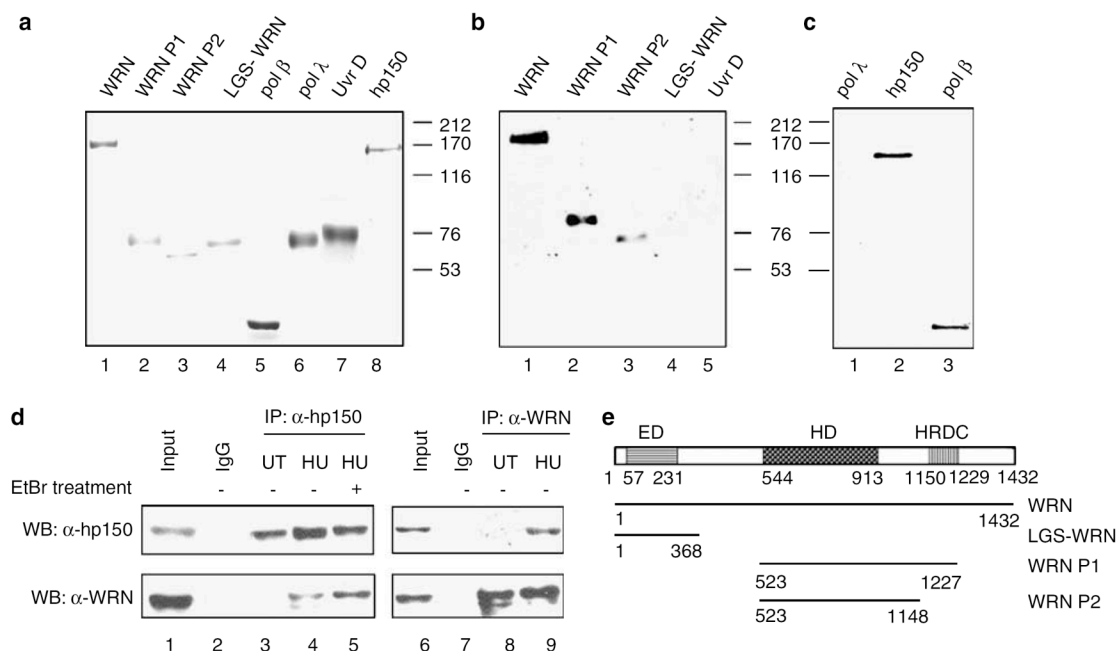 a
WRN
WRN P1
WRN P2
LGS- WRN
pol β
pol λ
Uvr D
hp150
212
170
116
76
53
1 2 3 4 5 6 7 8
b
WRN
WRN P1
WRN P2
LGS-WRN
Uvr D
212
170
116
76
53
1 2 3 4 5
c
pol λ
hp150
pol β
1 2 3
d
IP: α-hp150
IP: α-WRN
Input IgG UT HU HU Input IgG UT HU
EtBr treatment - - - + - - -
WB: α-hp150
WB: α-WRN
1 2 3 4 5 6 7 8 9
e
ED HD HRDC
1 57 231 544 913 1150 1229 1432
WRN
1 1432
LGS-WRN
1 368
WRN P1
523 1227
WRN P2
523 1148